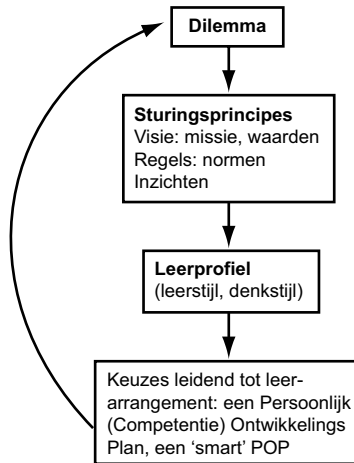 Dilemma
Sturingsprincipes
Visie: missie, waarden
Regels: normen
Inzichten
Leerprofiel
(leerstijl, denkstijl)
Keuzes leidend tot leer-
arrangement: een Persoonlijk
(Competentie) Ontwikkelings
Plan, een ‘smart’ POP